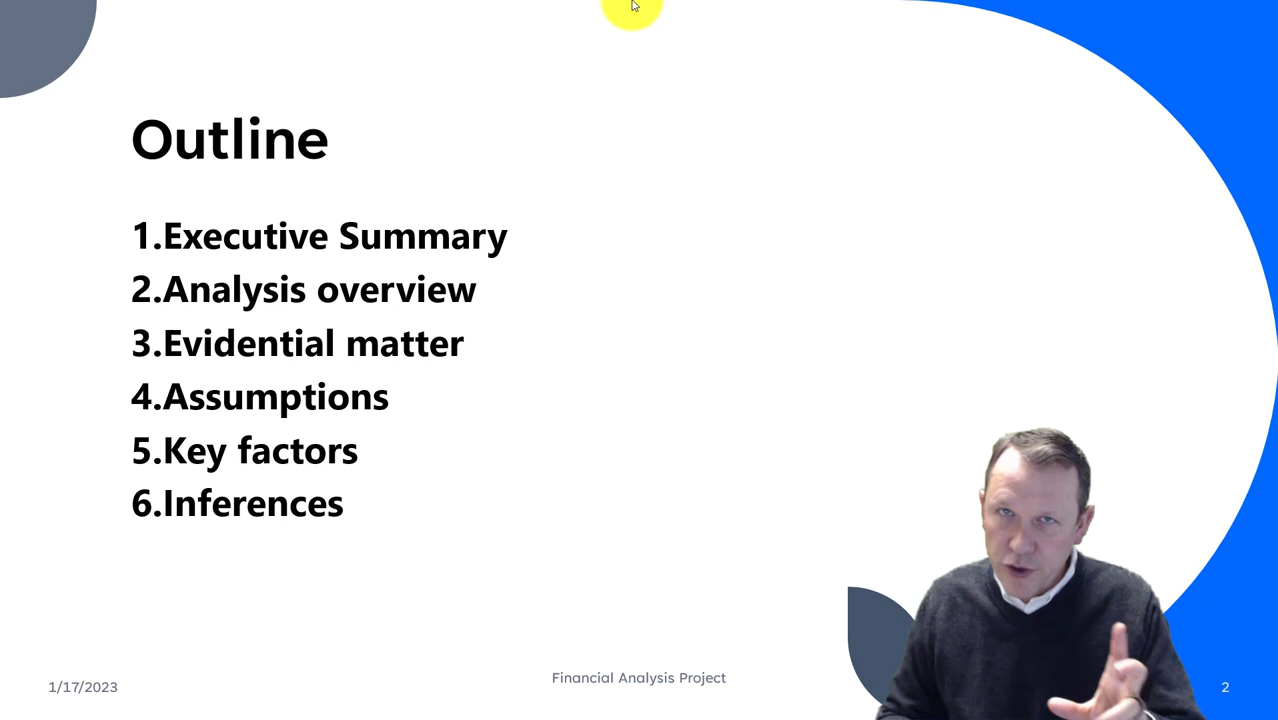 Outline
1.Executive Summary
2.Analysis overview
3.Evidential matter
4.Assumptions
5.Key factors
6.Inferences
1/17/2023
Financial Analysis Project
2